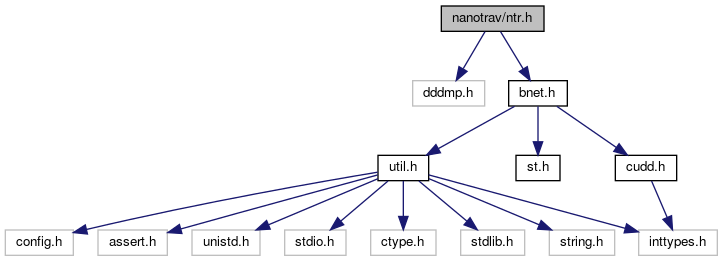 nanotrav/ntr.h
dddmp.h
bnet.h
util.h
st.h
cudd.h
config.h
assert.h
unistd.h
stdio.h
ctype.h
stdlib.h
string.h
inttypes.h